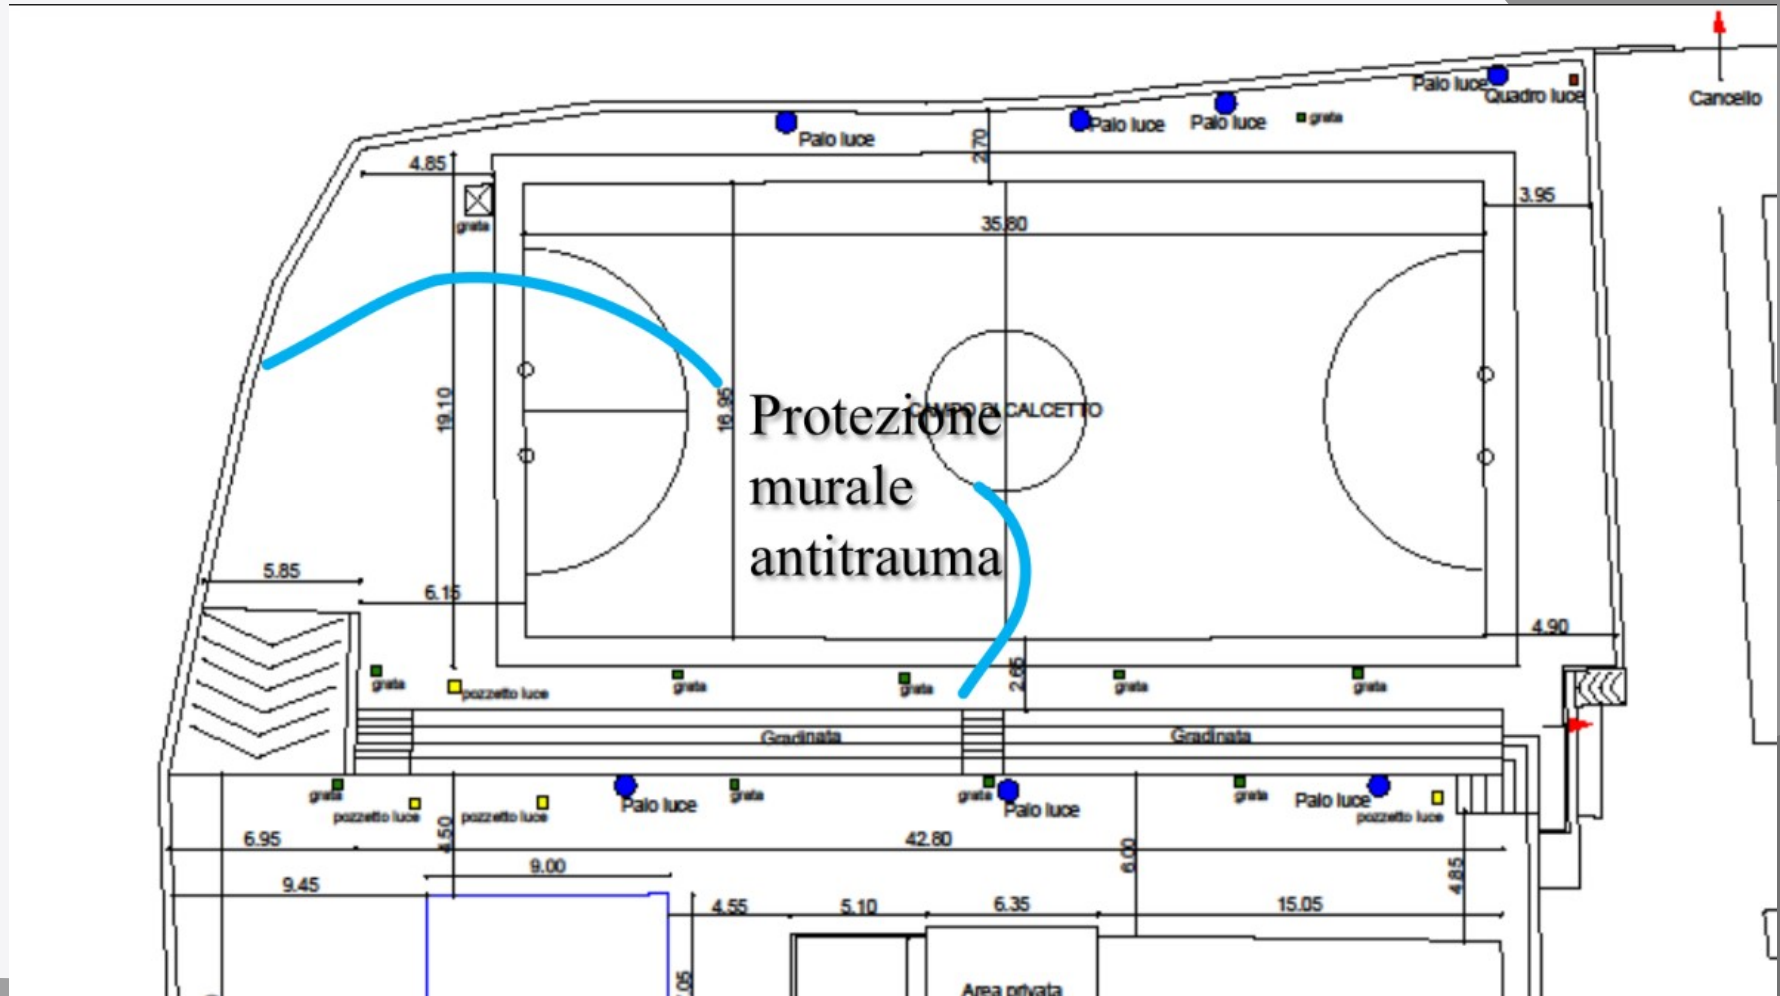 Palo luce
Quadro luce
Cancello
Palo luce
Palo luce
Palo luce
grata
2.70
4.85
grata
3.95
35.80
19.10
16.95
CAMPO DI CALCETTO
Protezione
murale
antitrauma
5.85
6.15
4.90
2.65
grata
pozzetto luce
grata
grata
grata
grata
Gradinata
Gradinata
grata
pozzetto luce
pozzetto luce
Palo luce
grata
grata
Palo luce
grata
Palo luce
pozzetto luce
6.95
42.80
6.00
4.85
9.00
9.45
4.55
5.10
6.35
15.05
Area privata